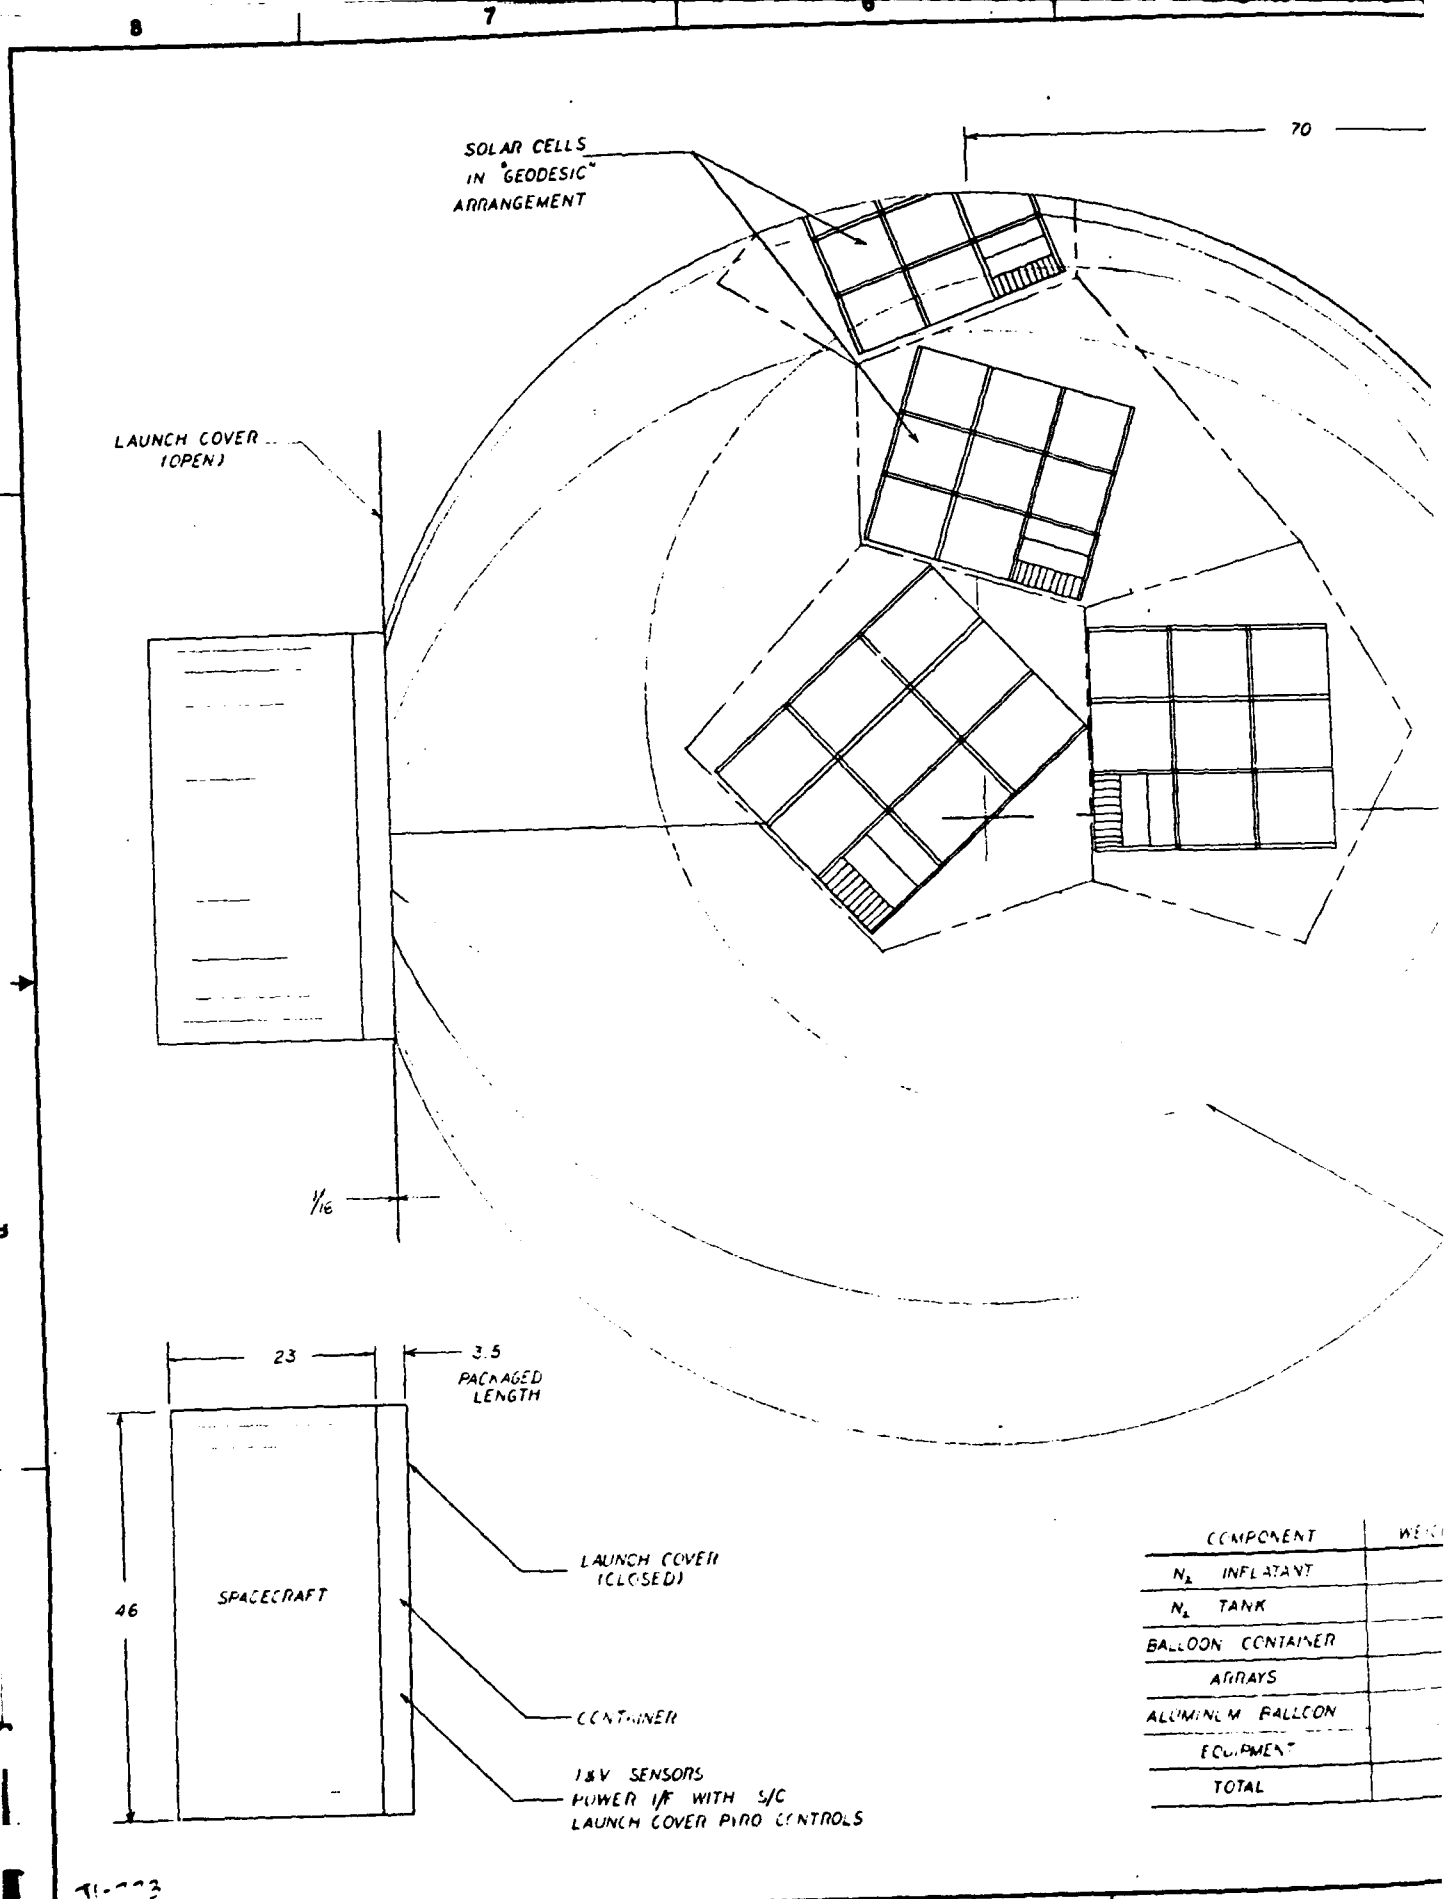 8
7
6
70
SOLAR CELLS
IN "GEODESIC"
ARRANGEMENT
LAUNCH COVER
(OPEN)
1/16
23
3.5
PACKAGED
LENGTH
46
SPACECRAFT
LAUNCH COVER
(CLOSED)
CONTAINER
I&V SENSORS
POWER I/F WITH S/C
LAUNCH COVER PYRO CONTROLS
COMPONENT
N2 INFLATANT
N2 TANK
BALLOON CONTAINER
ARRAYS
ALUMINUM BALLOON
EQUIPMENT
TOTAL